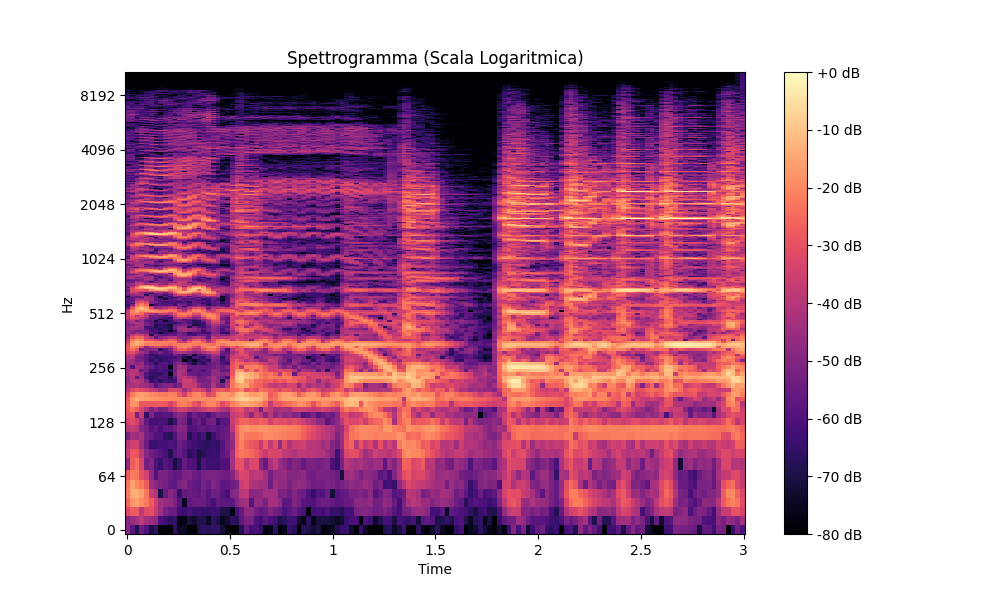 Spettrogramma (Scala Logaritmica)
8192
4096
2048
1024
512
256
128
64
0
Hz
0
0.5
1
1.5
2
2.5
3
Time
+0 dB
-10 dB
-20 dB
-30 dB
-40 dB
-50 dB
-60 dB
-70 dB
-80 dB